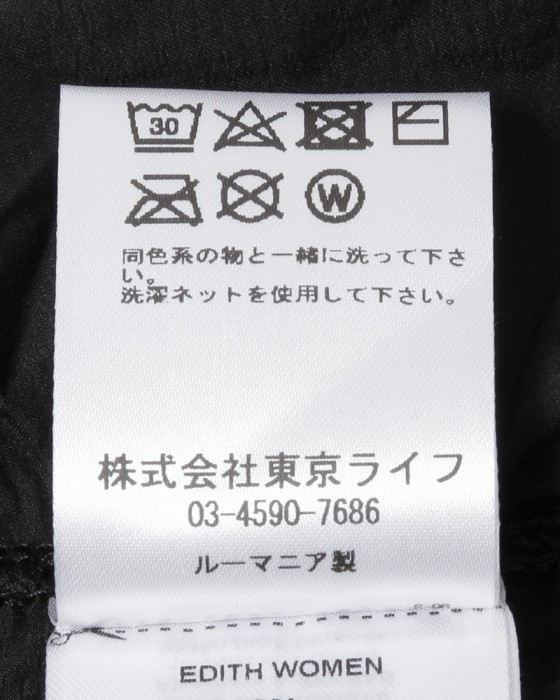 30
W
同色系の物と一緒に洗って下さ
い。
洗濯ネットを使用して下さい。
株式会社東京ライフ
03-4590-7686
ルーマニア製
EDITH WOMEN